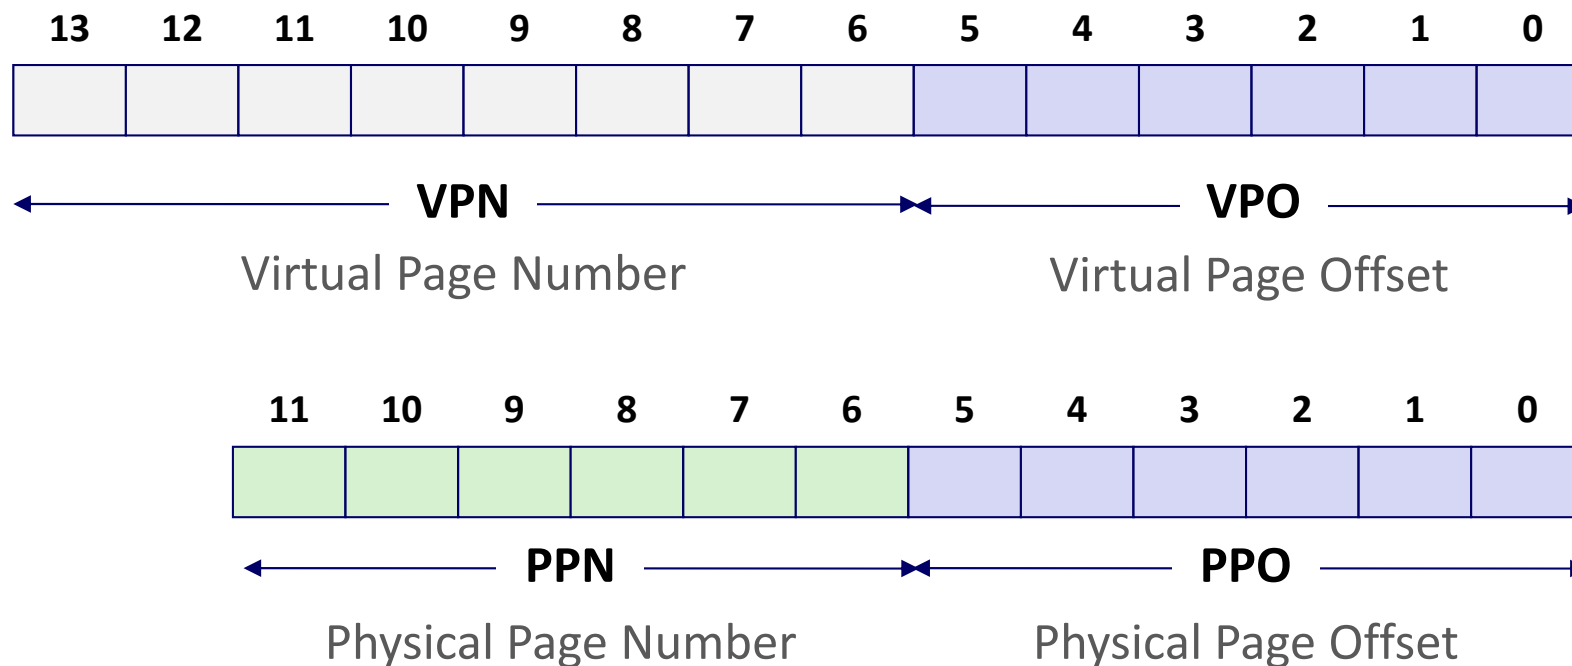 13 12 11 10 9 8 7 6 5 4 3 2 1 0
VPN VPO
Virtual Page Number Virtual Page Offset
11 10 9 8 7 6 5 4 3 2 1 0
PPN PPO
Physical Page Number Physical Page Offset